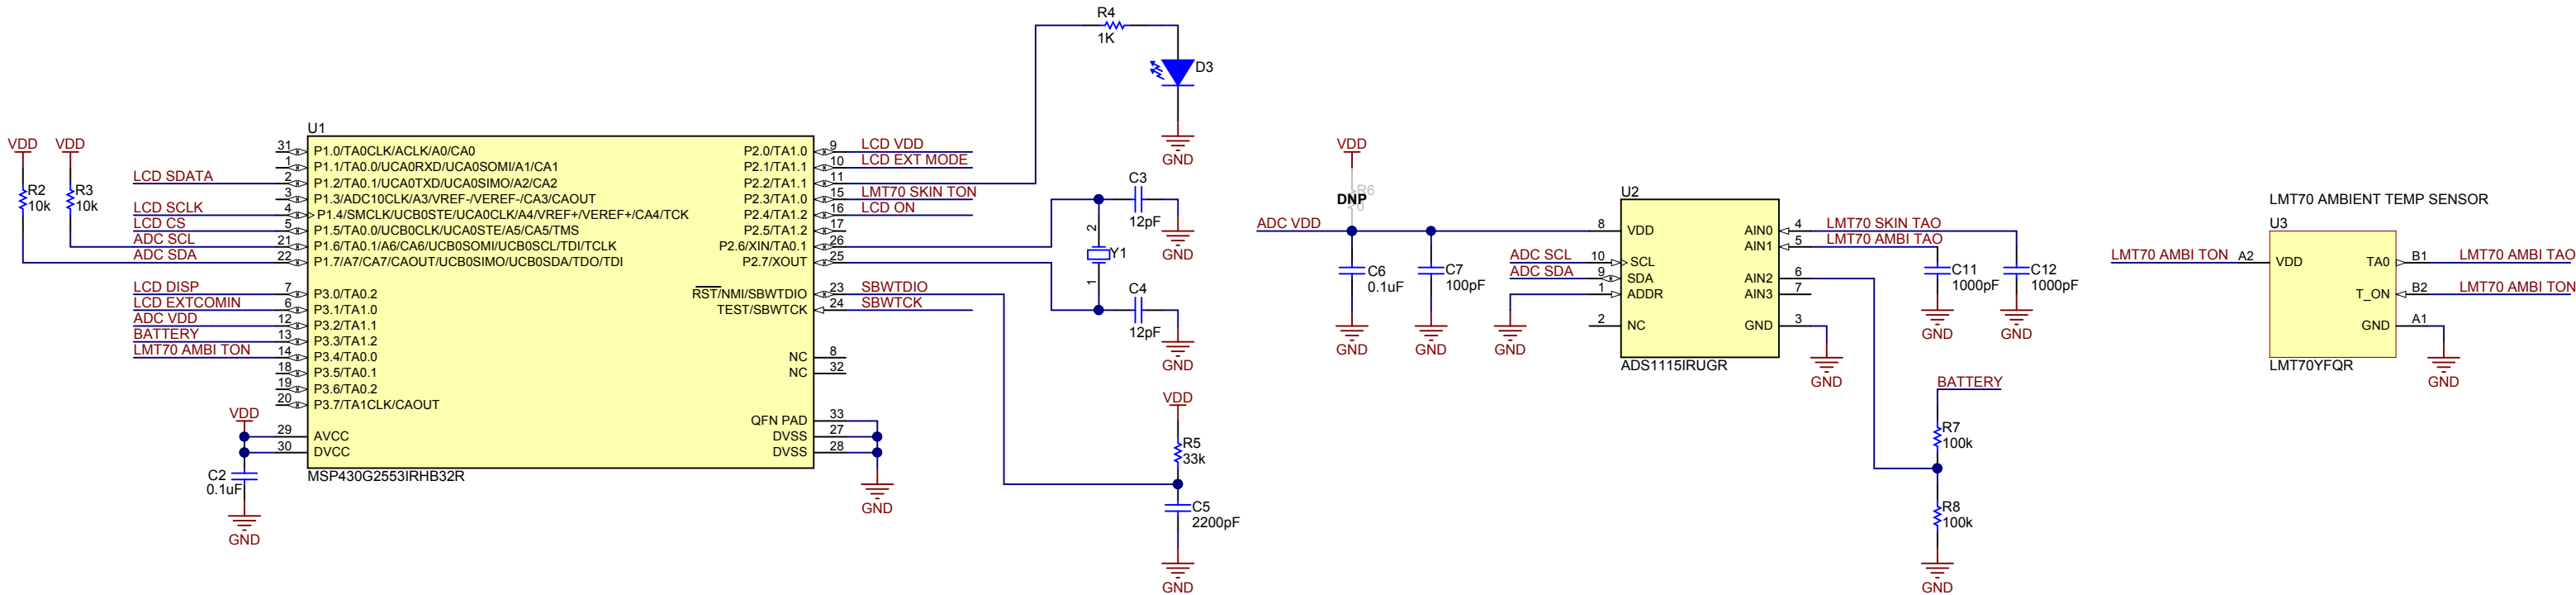 R4
1K
D3
GND
U1
VDD
VDD
R2
10k
R3
10k
LCD SDATA
LCD SCLK
LCD CS
ADC SCL
ADC SDA
LCD DISP
LCD EXTCOMIN
ADC VDD
BATTERY
LMT70 AMBI TON
31 P1.0/TA0CLK/ACLK/A0/CA0
1 P1.1/TA0.0/UCA0RXD/UCA0SOMI/A1/CA1
2 P1.2/TA0.1/UCA0TXD/UCA0SIMO/A2/CA2
3 P1.3/ADC10CLK/A3/VREF-/VEREF-/CA3/CAOUT
4 P1.4/SMCLK/UCB0STE/UCA0CLK/A4/VREF+/VEREF+/CA4/TCK
5 P1.5/TA0.0/UCB0CLK/UCA0STE/A5/CA5/TMS
21 P1.6/TA0.1/A6/CA6/UCB0SOMI/UCB0SCL/TDI/TCLK
22 P1.7/A7/CA7/CAOUT/UCB0SIMO/UCB0SDA/TDO/TDI
7 P3.0/TA0.2
6 P3.1/TA1.0
12 P3.2/TA1.1
13 P3.3/TA1.2
14 P3.4/TA0.0
18 P3.5/TA0.1
19 P3.6/TA0.2
20 P3.7/TA1CLK/CAOUT
29 AVCC
30 DVCC
VDD
C2
0.1uF
GND
P2.0/TA1.0 9 LCD VDD
P2.1/TA1.1 10 LCD EXT MODE
P2.2/TA1.1 11
P2.3/TA1.0 15 LMT70 SKIN TON
P2.4/TA1.2 16 LCD ON
P2.5/TA1.2 17
P2.6/XIN/TA0.1 26
P2.7/XOUT 25
RST/NMI/SBWTDIO 23 SBWTDIO
TEST/SBWTCK 24 SBWTCK
NC 8
NC 32
QFN PAD 33
DVSS 27
DVSS 28
MSP430G2553IRHB32R
GND
C3
12pF
GND
2
Y1
1
C4
12pF
GND
VDD
R5
33k
C5
2200pF
GND
VDD
R6
DNP
0
ADC VDD
C6
0.1uF
GND
C7
100pF
GND
ADC SCL
ADC SDA
GND
U2
8 VDD
10 SCL
9 SDA
1 ADDR
2 NC
AIN0 4 LMT70 SKIN TAO
AIN1 5 LMT70 AMBI TAO
AIN2 6
AIN3 7
GND 3
ADS1115IRUGR
GND
C11
1000pF
GND
C12
1000pF
GND
BATTERY
R7
100k
R8
100k
GND
LMT70 AMBIENT TEMP SENSOR
U3
LMT70 AMBI TON A2 VDD
TA0 B1 LMT70 AMBI TAO
T_ON B2 LMT70 AMBI TON
GND A1
LMT70YFQR
GND